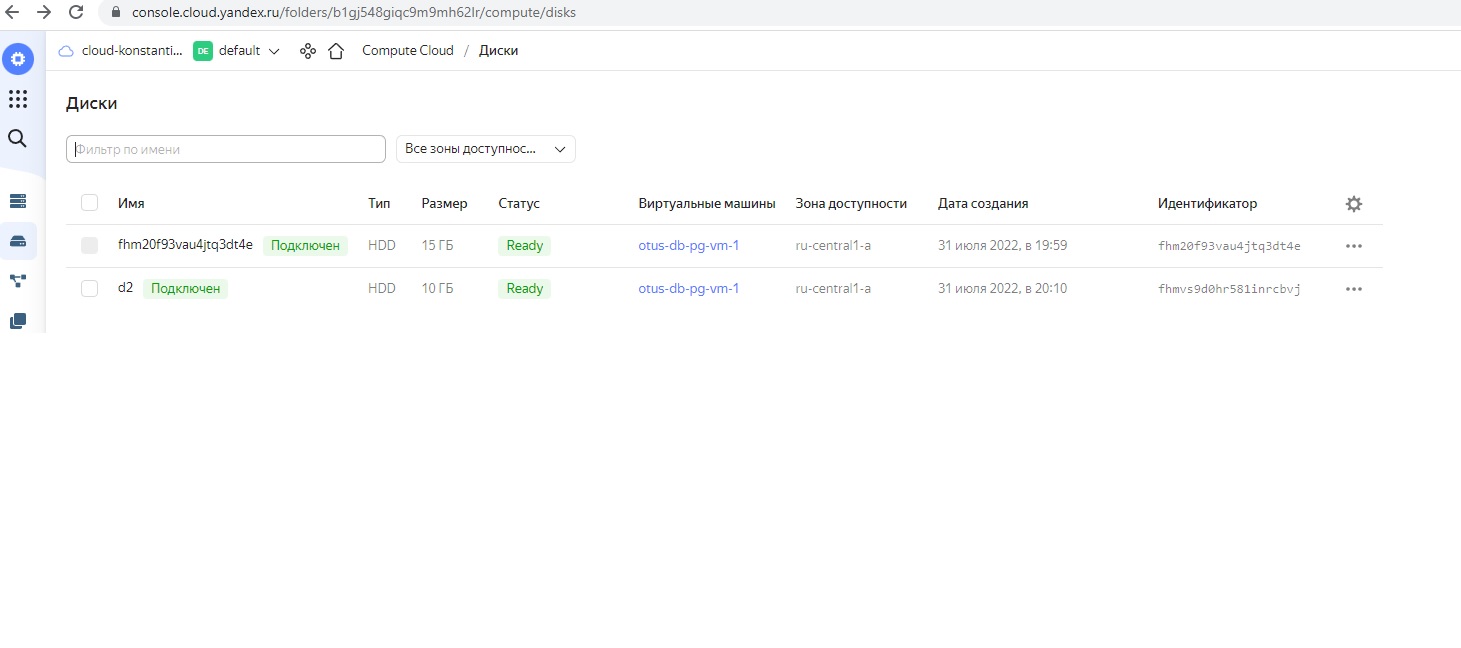 console.cloud.yandex.ru/folders/b1gj548giqc9m9mh62lr/compute/disks
cloud-konstanti... DE default Compute Cloud / Диски
Диски
Фильтр по имени Все зоны доступнос...
Имя Тип Размер Статус Виртуальные машины Зона доступности Дата создания Идентификатор
fhm20f93vau4jtq3dt4e Подключен HDD 15 ГБ Ready otus-db-pg-vm-1 ru-central1-a 31 июля 2022, в 19:59 fhm20f93vau4jtq3dt4e
d2 Подключен HDD 10 ГБ Ready otus-db-pg-vm-1 ru-central1-a 31 июля 2022, в 20:10 fhmvs9d0hr581inrcbvj